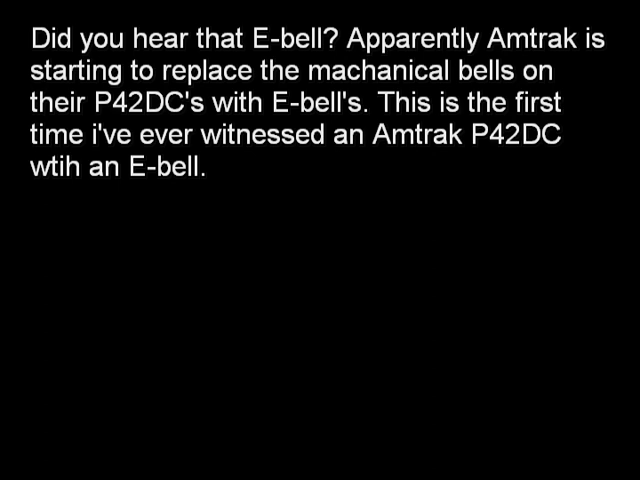 Did you hear that E-bell? Apparently Amtrak is
starting to replace the machanical bells on
their P42DC's with E-bell's. This is the first
time i've ever witnessed an Amtrak P42DC
wtih an E-bell.